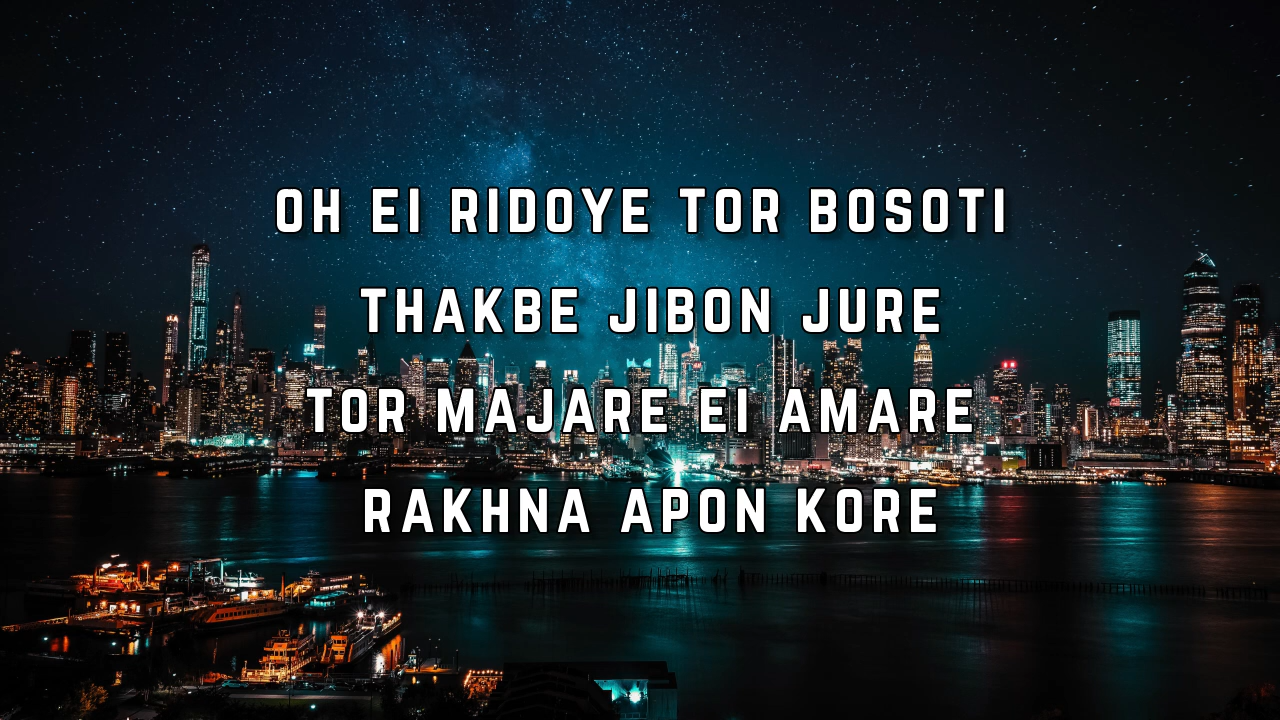 OH EI RIDOYE TOR BOSOTI
THAKBE JIBON JURE
TOR MAJARE EI AMARE
RAKHNA APON KORE